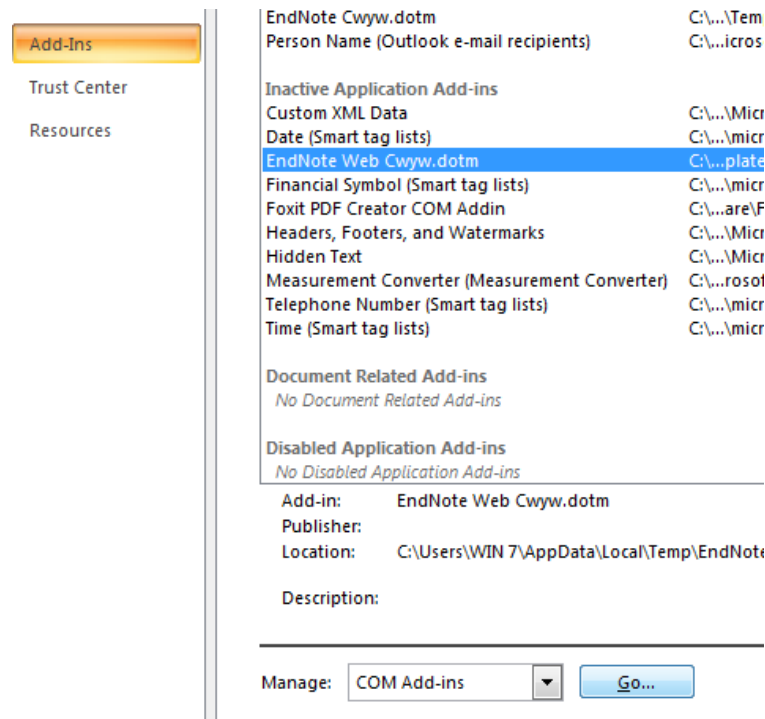 Add-Ins
Trust Center
Resources
EndNote Cwyw.dotm C:\...\Tem
Person Name (Outlook e-mail recipients) C:\...icros
Inactive Application Add-ins
Custom XML Data C:\...\Micr
Date (Smart tag lists) C:\...\micr
EndNote Web Cwyw.dotm C:\...plate
Financial Symbol (Smart tag lists) C:\...\micr
Foxit PDF Creator COM Addin C:\...are\F
Headers, Footers, and Watermarks C:\...\Micr
Hidden Text C:\...\Micr
Measurement Converter (Measurement Converter) C:\...rosof
Telephone Number (Smart tag lists) C:\...\micr
Time (Smart tag lists) C:\...\micr
Document Related Add-ins
No Document Related Add-ins
Disabled Application Add-ins
No Disabled Application Add-ins
Add-in: EndNote Web Cwyw.dotm
Publisher:
Location: C:\Users\WIN 7\AppData\Local\Temp\EndNote
Description:
Manage: COM Add-ins Go...